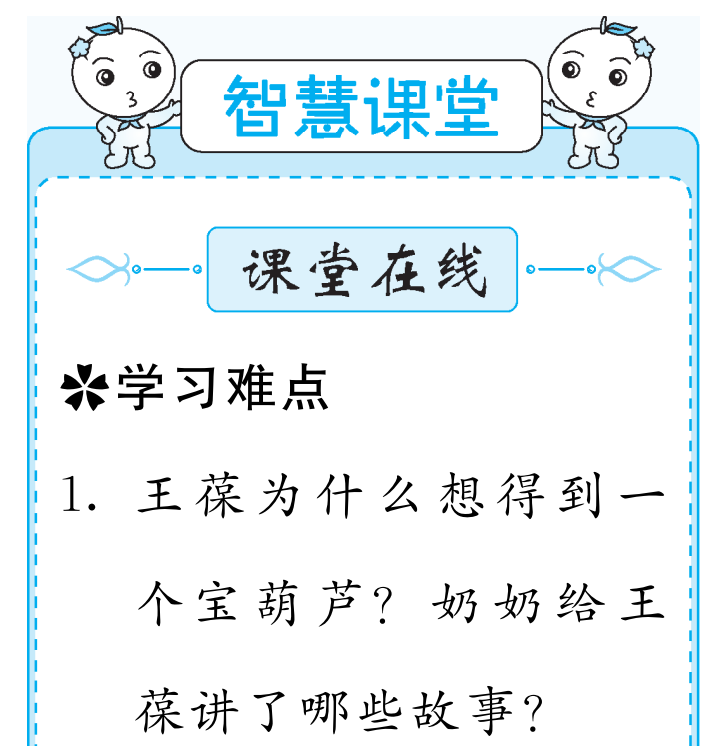 智慧课堂
课堂在线
学习难点
1. 王葆为什么想得到一
个宝葫芦？奶奶给王
葆讲了哪些故事？